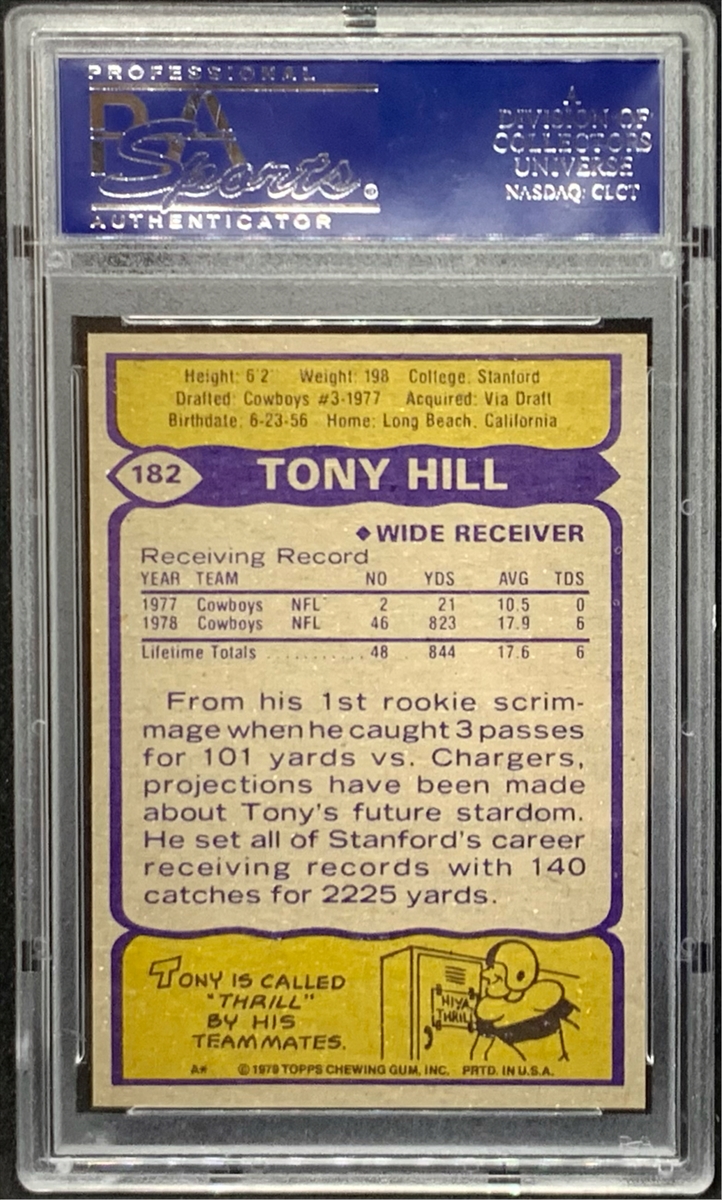 PROFESSIONAL
PSA
Sports®
AUTHENTICATOR
A
DIVISION OF
COLLECTORS
UNIVERSE
NASDAQ: CLCT
Height: 6'2" Weight: 198 College: Stanford
Drafted: Cowboys #3-1977 Acquired: Via Draft
Birthdate: 6-23-56 Home: Long Beach, California
182 TONY HILL
◆WIDE RECEIVER
Receiving Record
YEAR TEAM NO YDS AVG TDS
1977 Cowboys NFL 2 21 10.5 0
1978 Cowboys NFL 46 823 17.9 6
Lifetime Totals ........... 48 844 17.6 6
From his 1st rookie scrim-
mage when he caught 3 passes
for 101 yards vs. Chargers,
projections have been made
about Tony's future stardom.
He set all of Stanford's career
receiving records with 140
catches for 2225 yards.
TONY IS CALLED
"THRILL"
BY HIS
TEAMMATES.
HIYA
THRILL
A* © 1979 TOPPS CHEWING GUM, INC. PRTD. IN U.S.A.
PSA